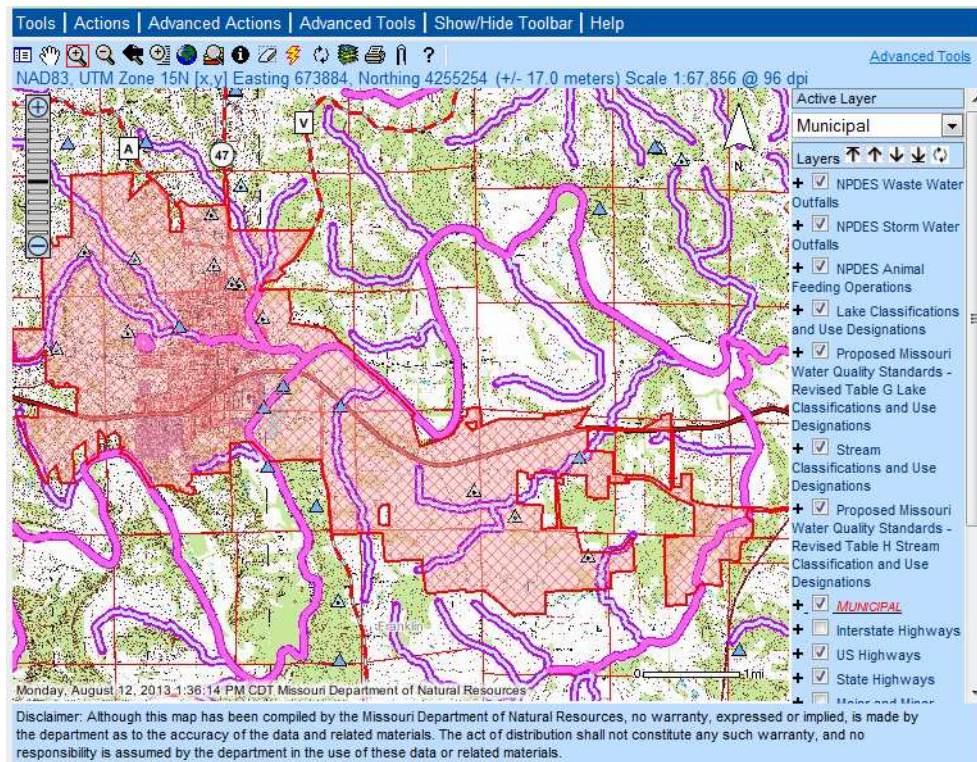 Tools | Actions | Advanced Actions | Advanced Tools | Show/Hide Toolbar | Help
Advanced Tools
NAD83, UTM Zone 15N [x,y] Easting 673884, Northing 4255254 (+/- 17.0 meters) Scale 1:67,856 @ 96 dpi
A
47
V
N
Franklin
0
1mi
Monday, August 12, 2013 1:36:14 PM CDT Missouri Department of Natural Resources
Active Layer
Municipal
Layers
NPDES Waste Water
Outfalls
NPDES Storm Water
Outfalls
NPDES Animal
Feeding Operations
Lake Classifications
and Use Designations
Proposed Missouri
Water Quality Standards -
Revised Table G Lake
Classifications and Use
Designations
Stream
Classifications and Use
Designations
Proposed Missouri
Water Quality Standards -
Revised Table H Stream
Classification and Use
Designations
MUNICIPAL
Interstate Highways
US Highways
State Highways
Disclaimer: Although this map has been compiled by the Missouri Department of Natural Resources, no warranty, expressed or implied, is made by
the department as to the accuracy of the data and related materials. The act of distribution shall not constitute any such warranty, and no
responsibility is assumed by the department in the use of these data or related materials.